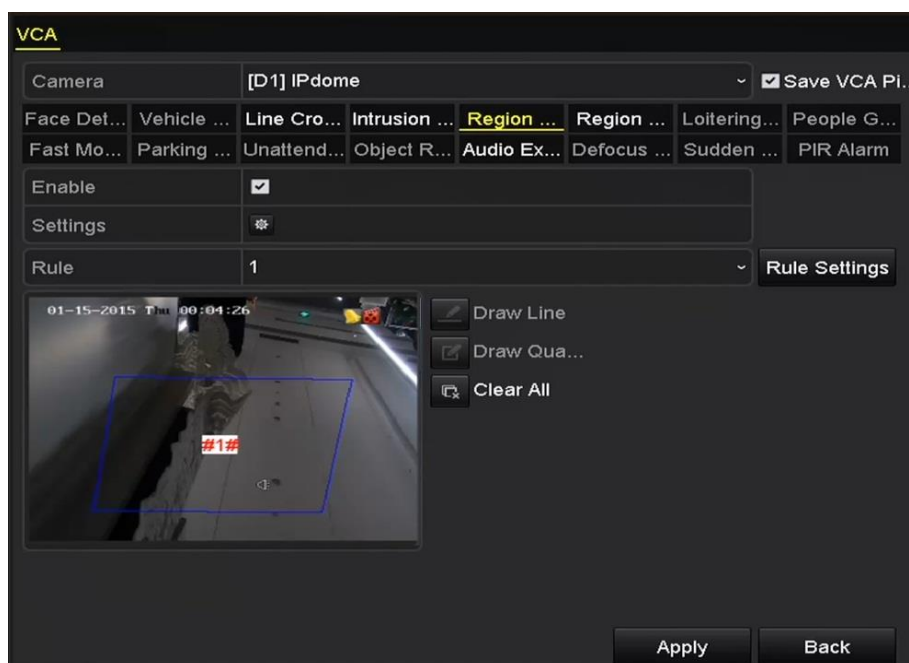 VCA
Camera [D1] IPdome Save VCA Pi.
Face Det... Vehicle ... Line Cro... Intrusion ... Region ... Region ... Loitering... People G...
Fast Mo... Parking ... Unattend... Object R... Audio Ex... Defocus ... Sudden ... PIR Alarm
Enable
Settings
Rule 1 Rule Settings
01-15-2015 Thu 00:04:26
Draw Line
Draw Qua...
Clear All
#1#
Apply Back